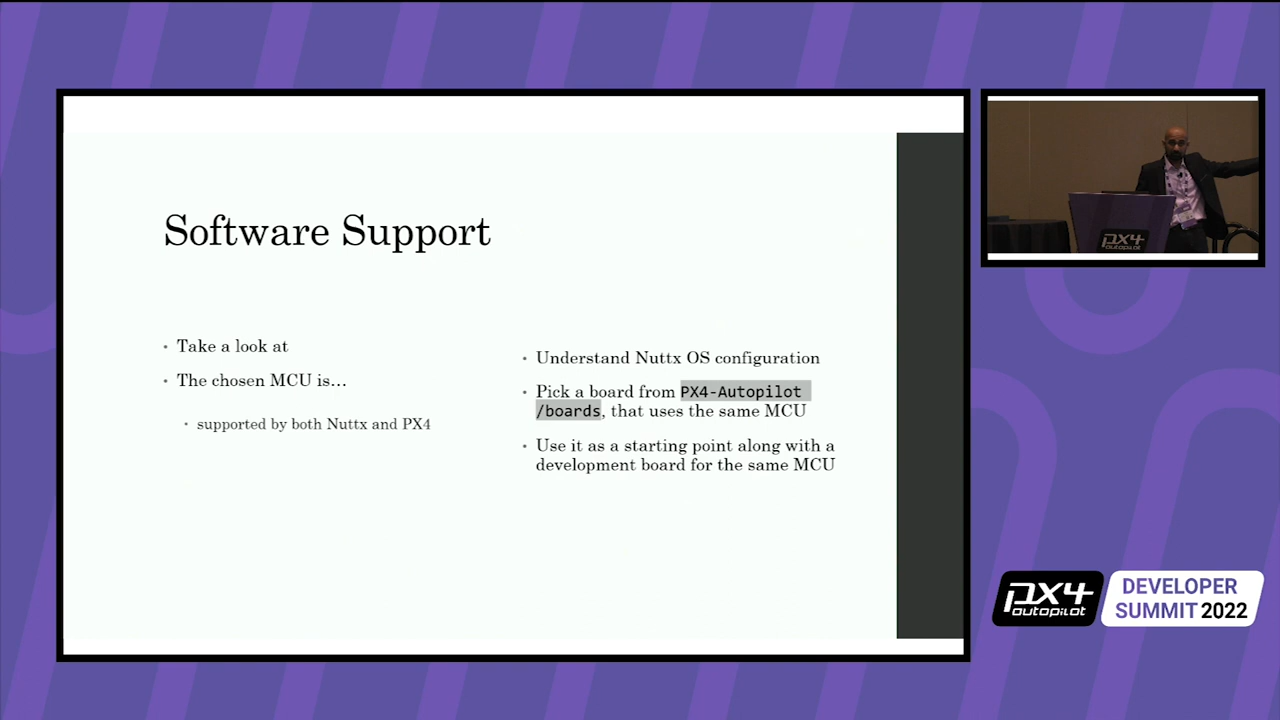 Software Support
• Take a look at
• The chosen MCU is…
• supported by both Nuttx and PX4
• Understand Nuttx OS configuration
• Pick a board from PX4-Autopilot
/boards, that uses the same MCU
• Use it as a starting point along with a
development board for the same MCU
px4
autopilot
px4
autopilot
DEVELOPER
SUMMIT 2022